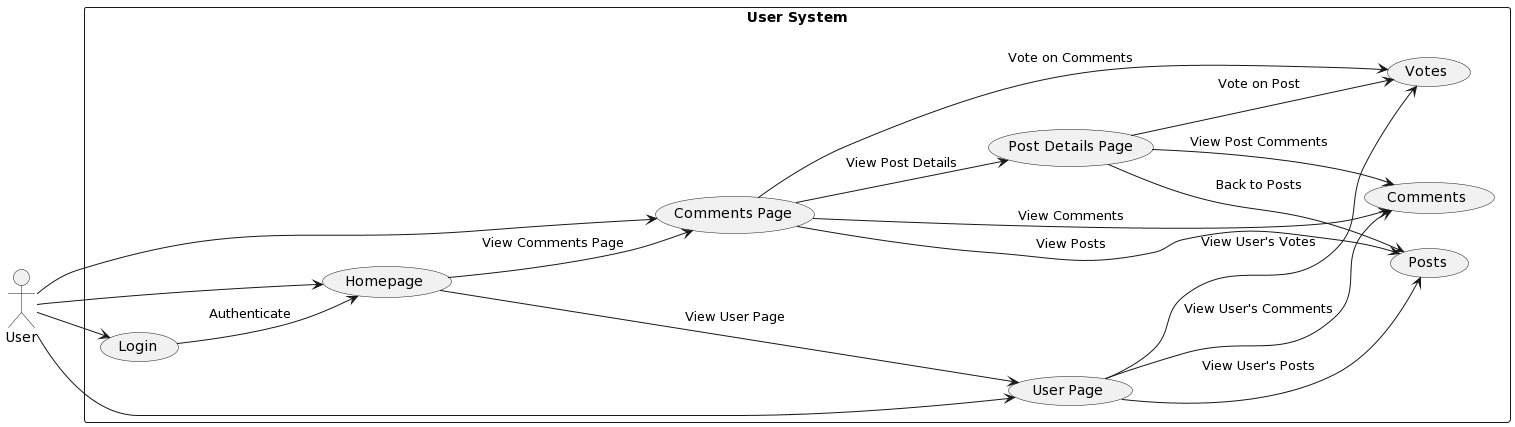 User System
Vote on Comments
Votes
Vote on Post
Post Details Page
View Post Comments
View Post Details
Back to Posts
Comments
Comments Page
View Comments
View Comments Page
View Posts
View User's Votes
Posts
Homepage
User
Authenticate
View User Page
View User's Comments
Login
View User's Posts
User Page